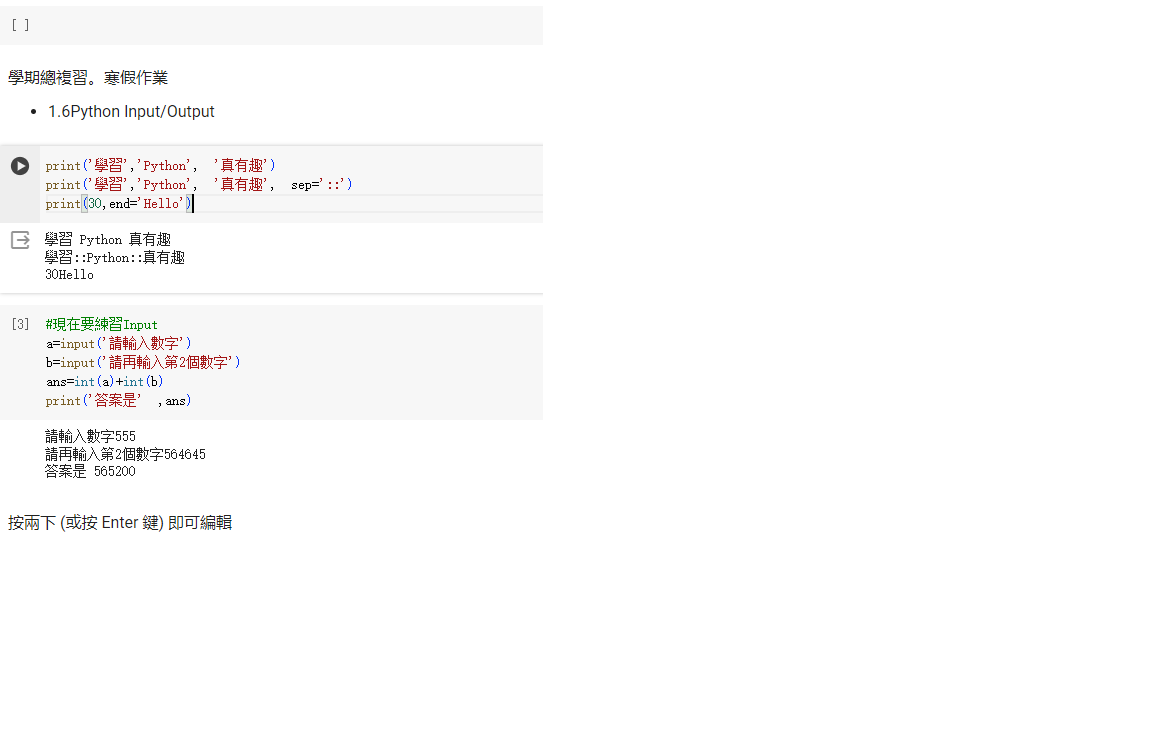 [ ]
學期總複習。寒假作業
• 1.6Python Input/Output
print('學習','Python', '真有趣')
print('學習','Python', '真有趣', sep='::')
print(30,end='Hello')
學習 Python 真有趣
學習::Python::真有趣
30Hello
[3] #現在要練習Input
a=input('請輸入數字')
b=input('請再輸入第2個數字')
ans=int(a)+int(b)
print('答案是' ,ans)
請輸入數字555
請再輸入第2個數字564645
答案是 565200
按兩下 (或按 Enter 鍵) 即可編輯